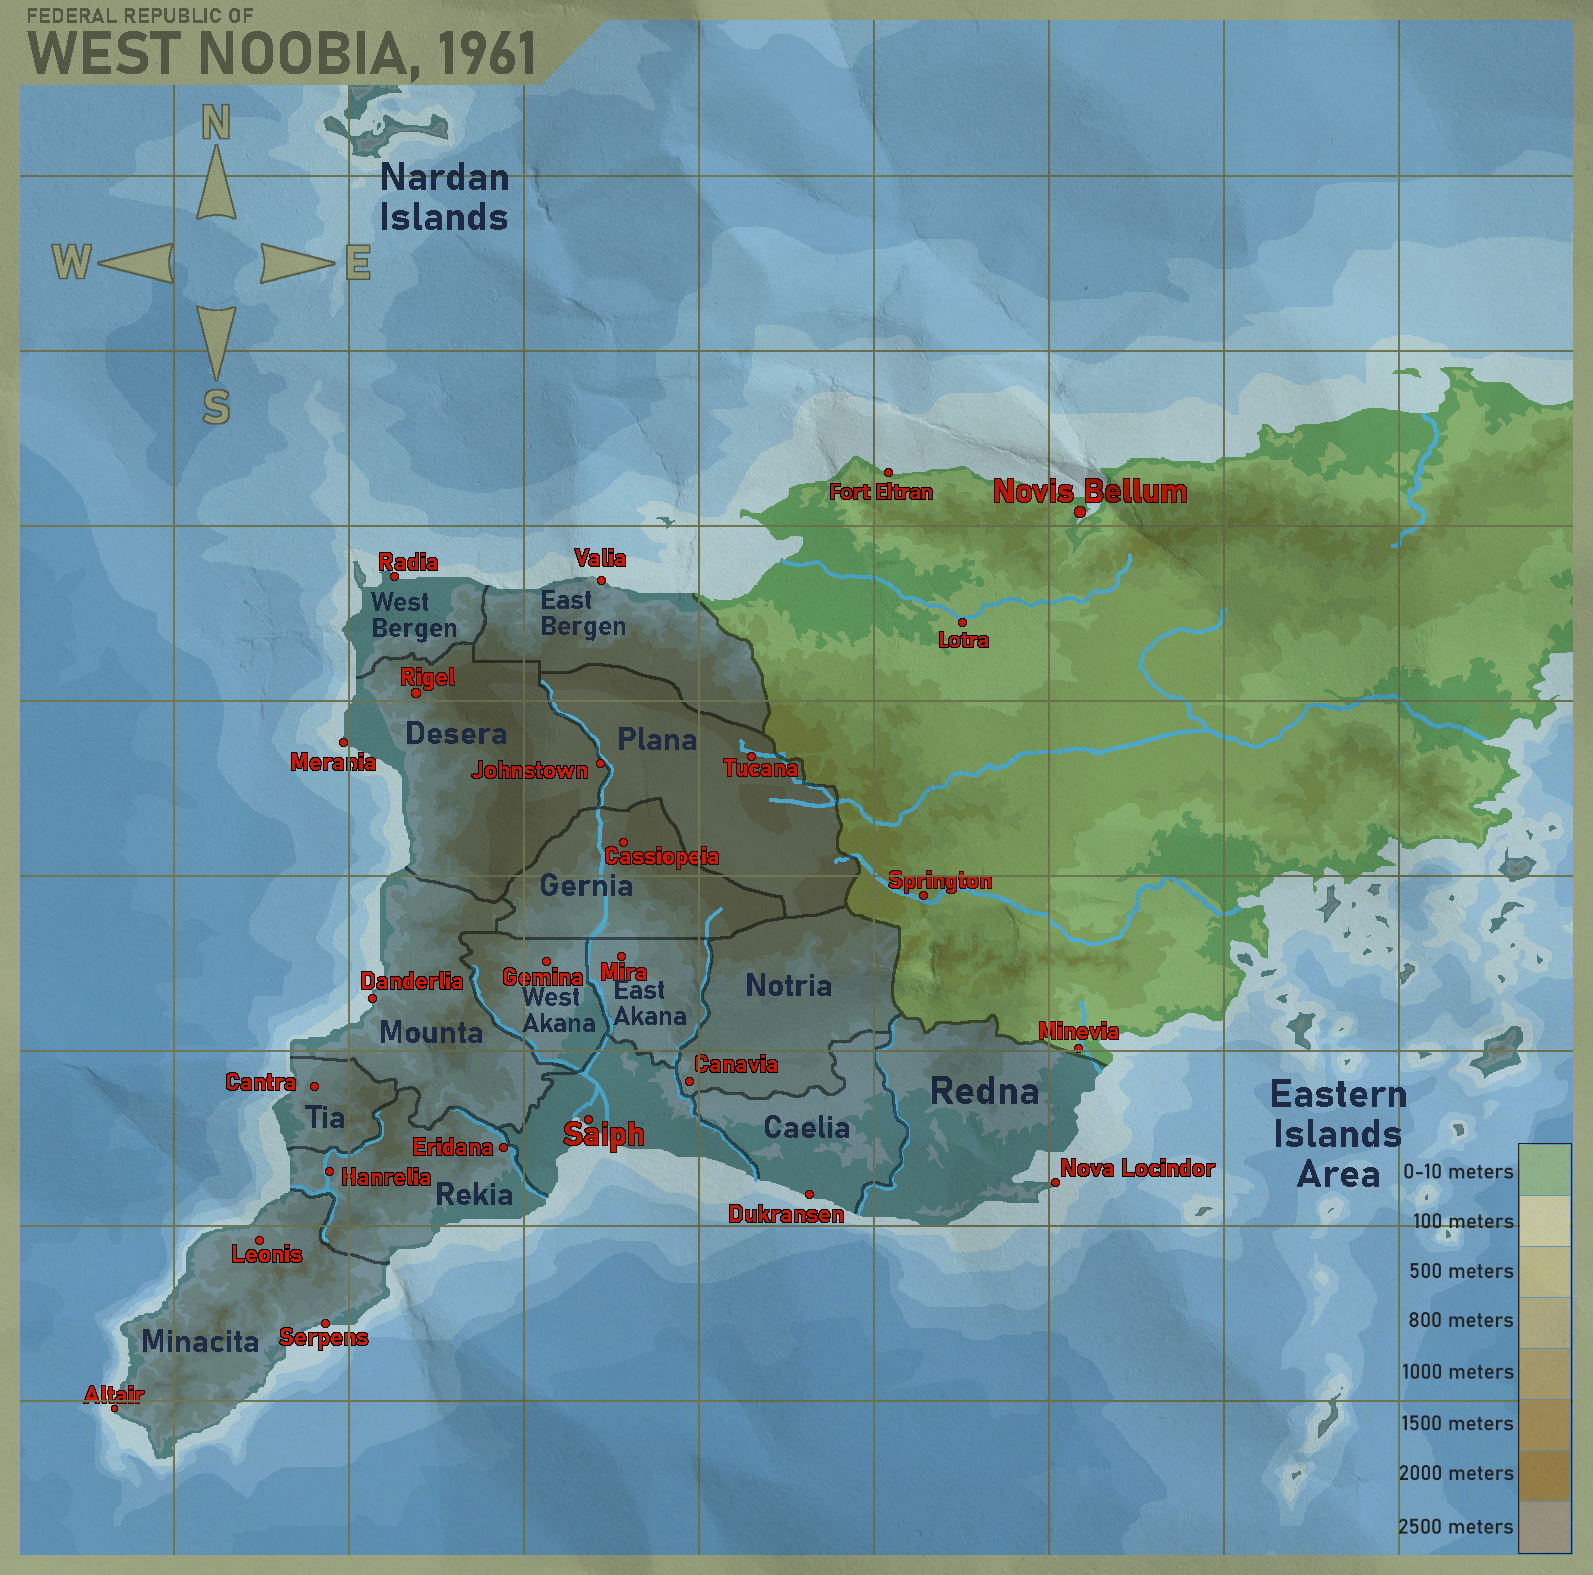 FEDERAL REPUBLIC OF
WEST NOOBIA, 1961
N
Nardan
Islands
W
E
S
Fort Eltran
Novis Bellum
Radia
Valia
West
Bergen
East
Bergen
Lotra
Rigel
Desera
Plana
Merania
Johnstown
Tucana
Cassiopeia
Gernia
Springton
Danderlia
Gemina
Mira
West
Akana
East
Akana
Notria
Mounta
Minevia
Cantra
Canavia
Tia
Redna
Eastern
Islands
Area
Eridana
Saiph
Caelia
Hanrelia
Rekia
Nova Locindor
Dukransen
Leonis
Minacita
Serpens
Altair
0-10 meters
100 meters
500 meters
800 meters
1000 meters
1500 meters
2000 meters
2500 meters